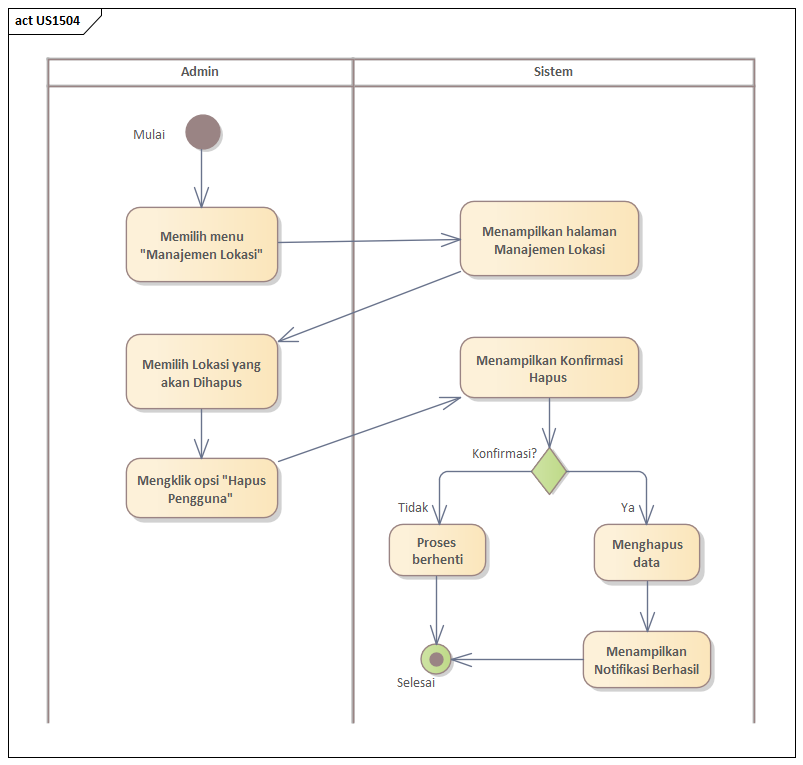 act US1504
Admin
Sistem
Mulai
Memilih menu
"Manajemen Lokasi"
Menampilkan halaman
Manajemen Lokasi
Memilih Lokasi yang
akan Dihapus
Menampilkan Konfirmasi
Hapus
Mengklik opsi "Hapus
Pengguna"
Konfirmasi?
Tidak
Ya
Proses
berhenti
Menghapus
data
Menampilkan
Notifikasi Berhasil
Selesai